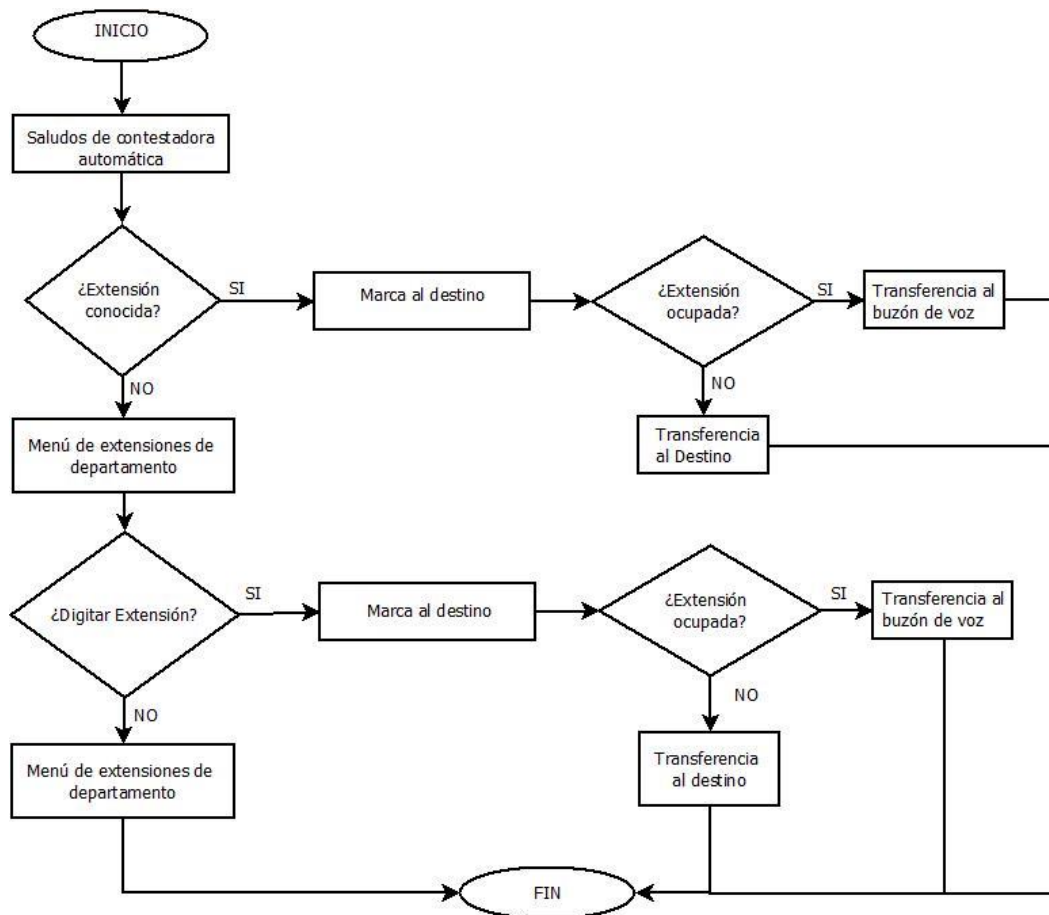 INICIO
Saludos de contestadora
automática
¿Extensión
conocida?
SI
Marca al destino
¿Extensión
ocupada?
SI
Transferencia al
buzón de voz
NO
NO
Menú de extensiones de
departamento
Transferencia
al Destino
¿Digitar Extensión?
SI
Marca al destino
¿Extensión
ocupada?
SI
Transferencia al
buzón de voz
NO
NO
Menú de extensiones de
departamento
Transferencia
al destino
FIN